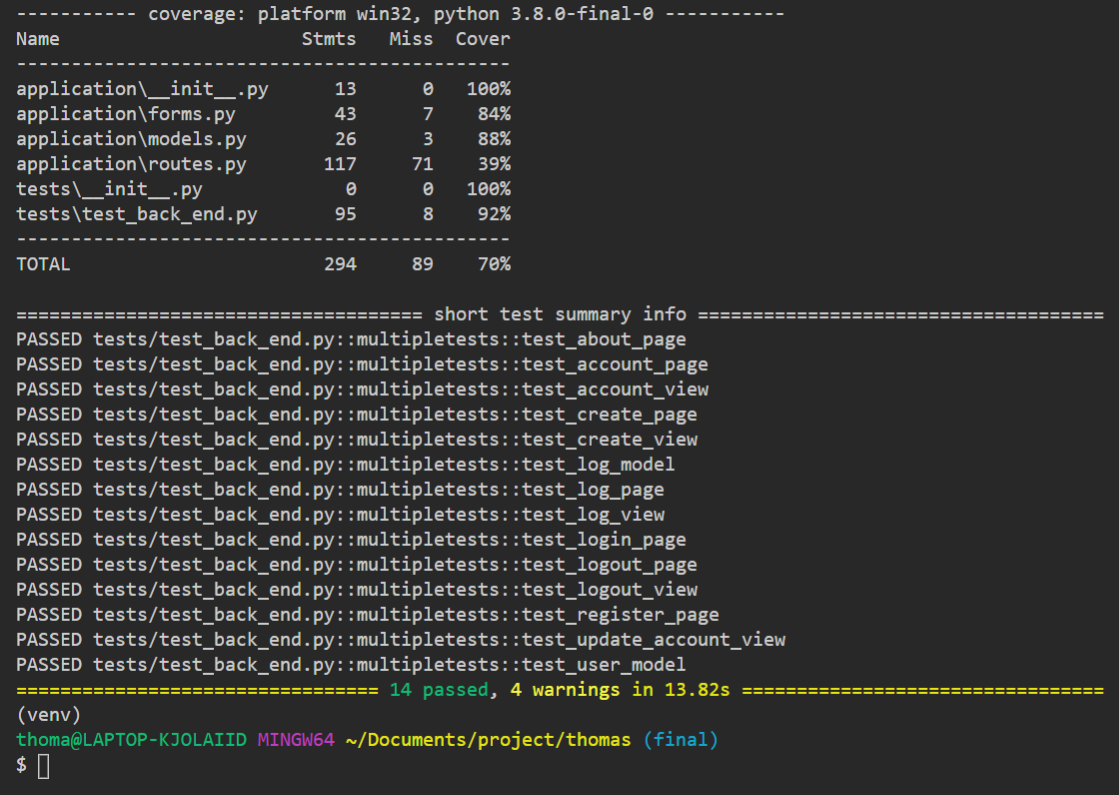 ----------- coverage: platform win32, python 3.8.0-final-0 -----------
Name                      Stmts   Miss  Cover
---------------------------------------------
application\__init__.py      13      0   100%
application\forms.py         43      7    84%
application\models.py        26      3    88%
application\routes.py       117     71    39%
tests\__init__.py             0      0   100%
tests\test_back_end.py       95      8    92%
---------------------------------------------
TOTAL                       294     89    70%
===================================== short test summary info =====================================
PASSED tests/test_back_end.py::multipletests::test_about_page
PASSED tests/test_back_end.py::multipletests::test_account_page
PASSED tests/test_back_end.py::multipletests::test_account_view
PASSED tests/test_back_end.py::multipletests::test_create_page
PASSED tests/test_back_end.py::multipletests::test_create_view
PASSED tests/test_back_end.py::multipletests::test_log_model
PASSED tests/test_back_end.py::multipletests::test_log_page
PASSED tests/test_back_end.py::multipletests::test_log_view
PASSED tests/test_back_end.py::multipletests::test_login_page
PASSED tests/test_back_end.py::multipletests::test_logout_page
PASSED tests/test_back_end.py::multipletests::test_logout_view
PASSED tests/test_back_end.py::multipletests::test_register_page
PASSED tests/test_back_end.py::multipletests::test_update_account_view
PASSED tests/test_back_end.py::multipletests::test_user_model
================================= 14 passed, 4 warnings in 13.82s =================================
(venv)
thoma@LAPTOP-KJOLAIID MINGW64 ~/Documents/project/thomas (final)
$